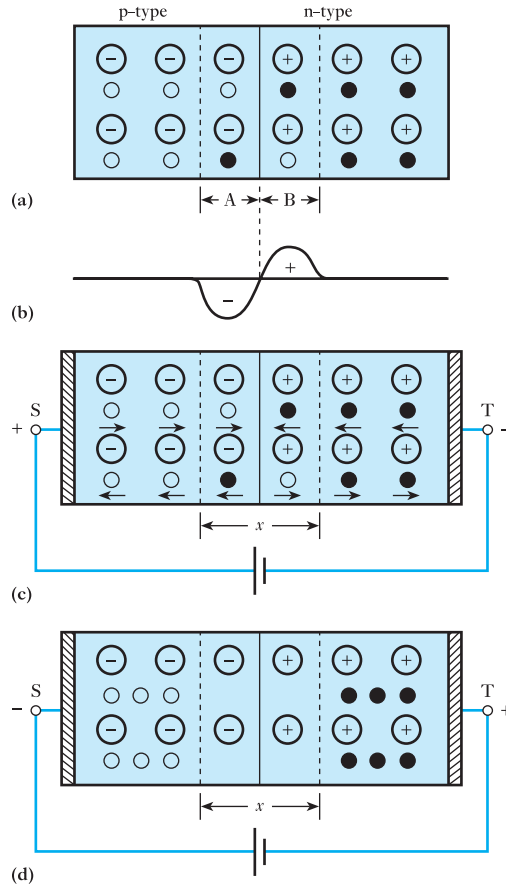 p–type n–type
− − − + + +
− − − + + +
A B
(a)
+
−
(b)
− − − + + +
S T
+ −
− − − + + +
x
(c)
− − − + + +
S T
− +
− − − + + +
x
(d)